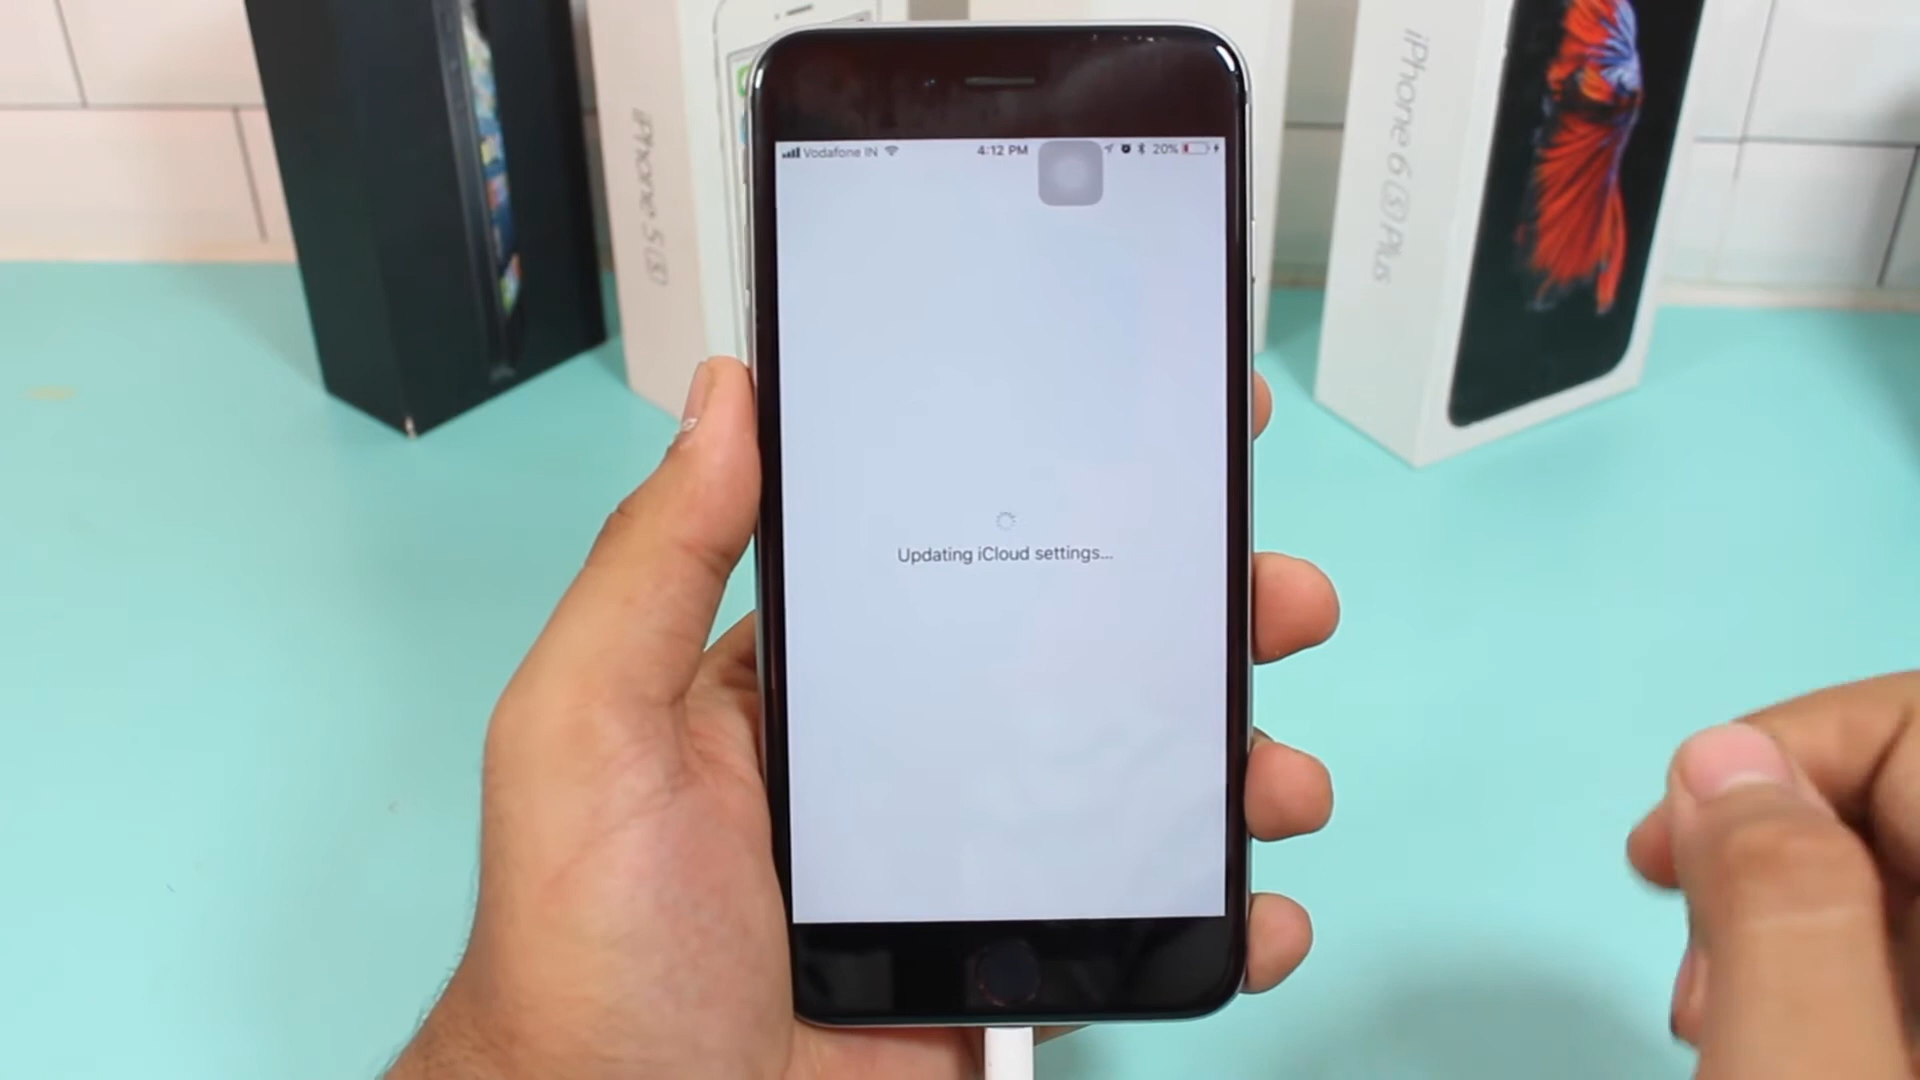 Vodafone IN
4:12 PM
20%
Updating iCloud settings...
iPhone 5S
iPhone 6S Plus